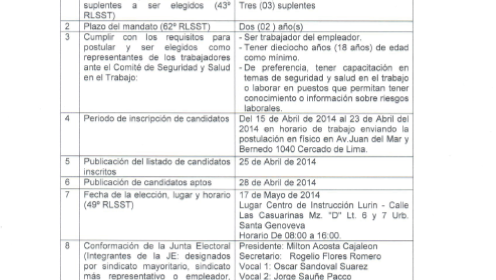 suplentes a ser elegidos (43° RLSST)
Tres (03) suplentes
2
Plazo del mandato (62° RLSST)
Dos (02 ) año(s)
3
Cumplir con los requisitos para
postular y ser elegidos como
representantes de los trabajadores
ante el Comité de Seguridad y Salud
en el Trabajo:
- Ser trabajador del empleador.
- Tener dieciocho años (18 años) de edad
como mínimo.
- De preferencia, tener capacitación en
temas de seguridad y salud en el trabajo
o laborar en puestos que permitan tener
conocimiento o información sobre riesgos
laborales.
4
Periodo de inscripción de candidatos
Del 15 de Abril de 2014 al 23 de Abril del
2014 en horario de trabajo enviando la
postulación en físico en Av.Juan del Mar y
Bernedo 1040 Cercado de Lima.
5
Publicación del listado de candidatos
inscritos
25 de Abril de 2014
6
Publicación de candidatos aptos
28 de Abril de 2014
7
Fecha de la elección, lugar y horario
(49° RLSST)
17 de Mayo de 2014
Lugar Centro de Instrucción Lurin - Calle
Las Casuarinas Mz. "D" Lt. 6 y 7 Urb.
Santa Genoveva
Horario De 08:00 a 16:00.
8
Conformación de la Junta Electoral
(Integrantes de la JE: designados
por sindicato mayoritario, sindicato
más representativo o empleador,
Presidente: Milton Acosta Cajaleon
Secretario: Rogelio Flores Romero
Vocal 1: Oscar Sandoval Suarez
Vocal 2: Jorge Sauñe Pacco